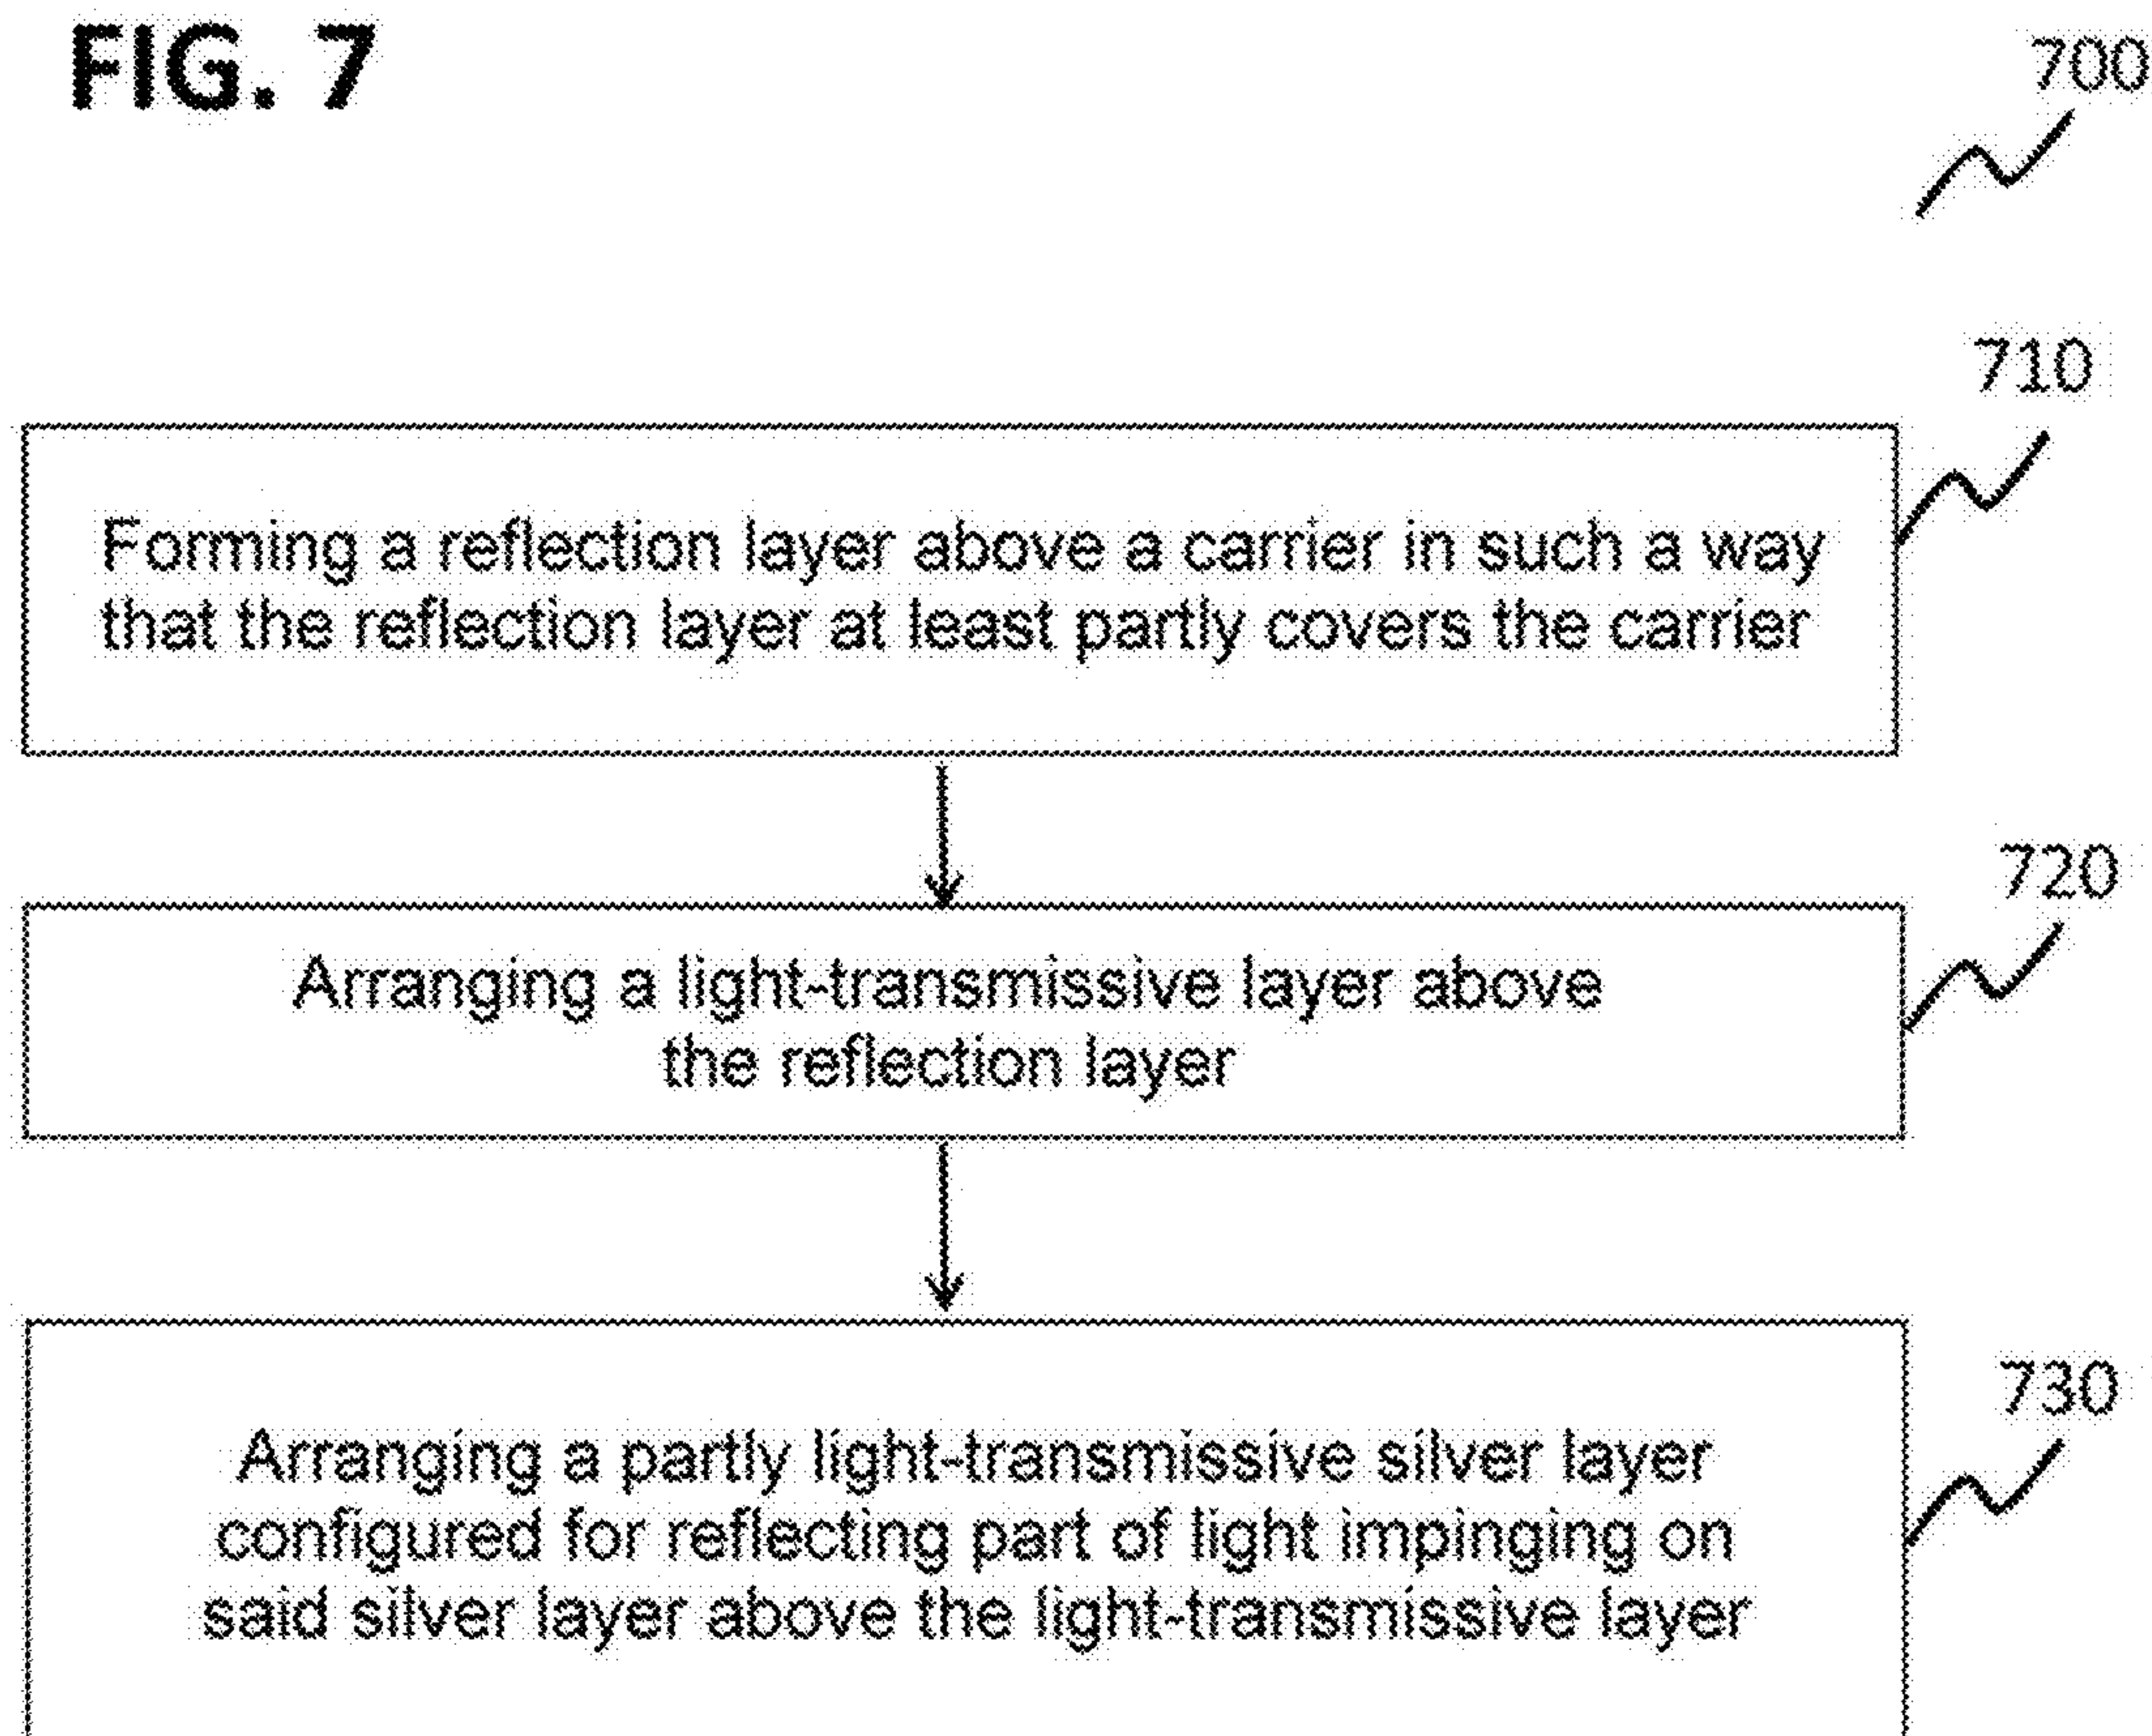 FIG. 7
700
710
Forming a reflection layer above a carrier in such a way
that the reflection layer at least partly covers the carrier
720
Arranging a light-transmissive layer above
the reflection layer
730
Arranging a partly light-transmissive silver layer
configured for reflecting part of light impinging on
said silver layer above the light-transmissive layer